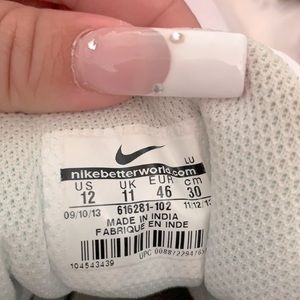 LU
nikebetterworld.com
US UK EUR cm
12 11 46 30
09/10/13 616281-102 11/12/13
MADE IN INDIA
FABRIQUÉ EN INDE
104543439